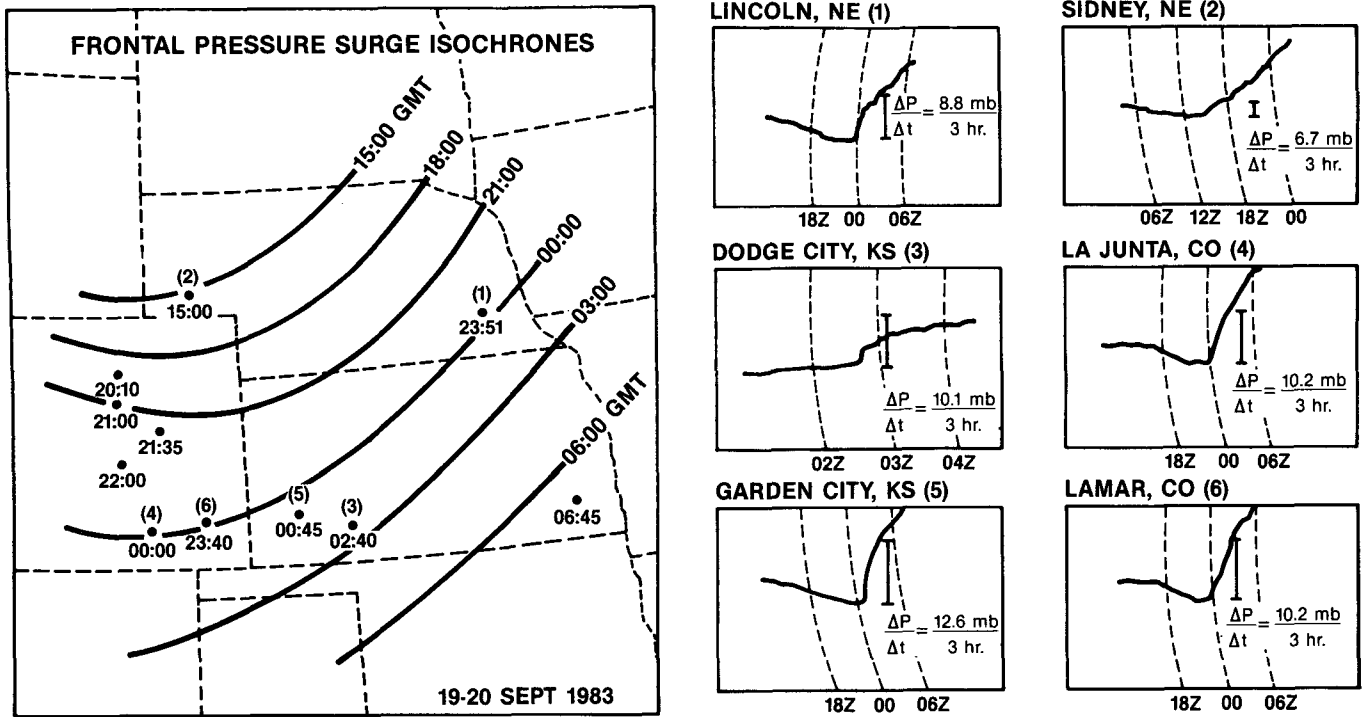 FRONTAL PRESSURE SURGE ISOCHRONES
15:00 GMT
18:00
21:00
00:00
03:00
06:00 GMT
(2)
15:00
(1)
23:51
20:10
21:00
21:35
22:00
(4)
00:00
(6)
23:40
(5)
00:45
(3)
02:40
06:45
19-20 SEPT 1983
LINCOLN, NE (1)
ΔP/Δt = 8.8 mb/3 hr.
18Z 00 06Z
SIDNEY, NE (2)
ΔP/Δt = 6.7 mb/3 hr.
06Z 12Z 18Z 00
DODGE CITY, KS (3)
ΔP/Δt = 10.1 mb/3 hr.
02Z 03Z 04Z
LA JUNTA, CO (4)
ΔP/Δt = 10.2 mb/3 hr.
18Z 00 06Z
GARDEN CITY, KS (5)
ΔP/Δt = 12.6 mb/3 hr.
18Z 00 06Z
LAMAR, CO (6)
ΔP/Δt = 10.2 mb/3 hr.
18Z 00 06Z